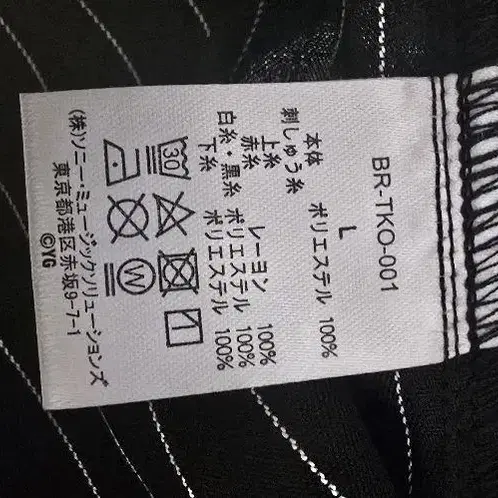 BR-TKO-001
L
本体 ポリエステル 100%
刺しゅう糸
上糸
赤糸 レーヨン 100%
白糸・黒糸 ポリエステル 100%
下糸 ポリエステル 100%
30
W
(株)ソニー・ミュージックソリューションズ
東京都港区赤坂9-7-1
©YG